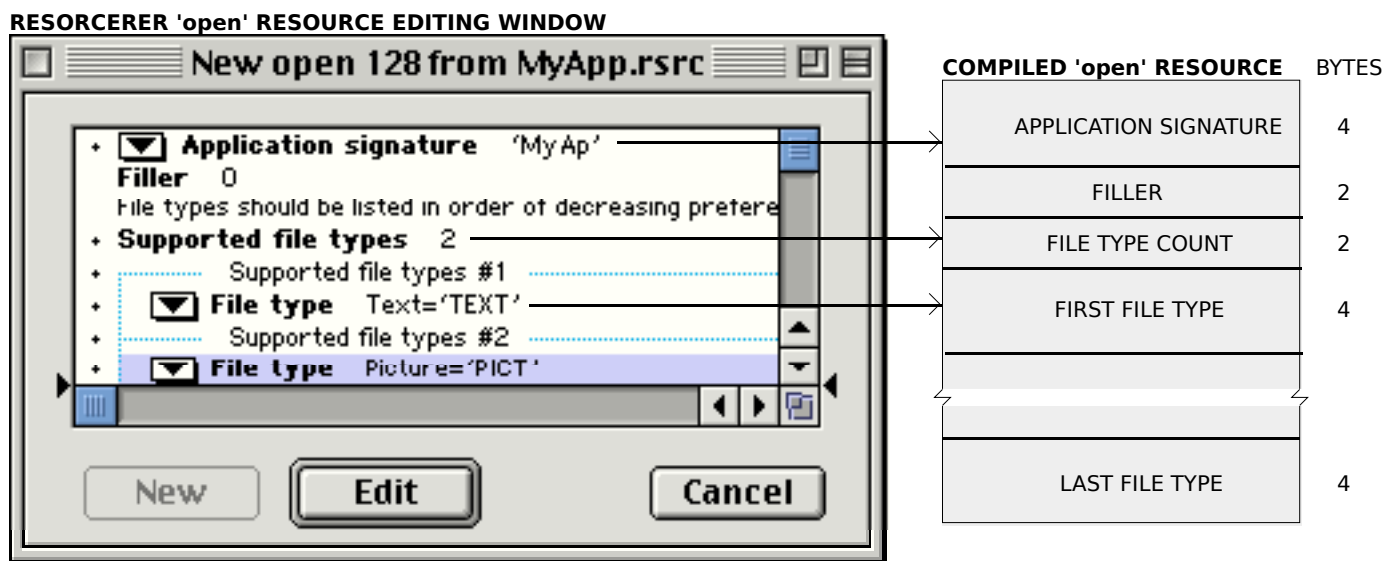 RESORCERER 'open' RESOURCE EDITING WINDOW
New open 128 from MyApp.rsrc
Application signature 'MyAp'
Filler 0
File types should be listed in order of decreasing prefere
Supported file types 2
Supported file types #1
File type Text='TEXT'
Supported file types #2
File type Picture='PICT'
New
Edit
Cancel
COMPILED 'open' RESOURCE BYTES
APPLICATION SIGNATURE 4
FILLER 2
FILE TYPE COUNT 2
FIRST FILE TYPE 4
LAST FILE TYPE 4